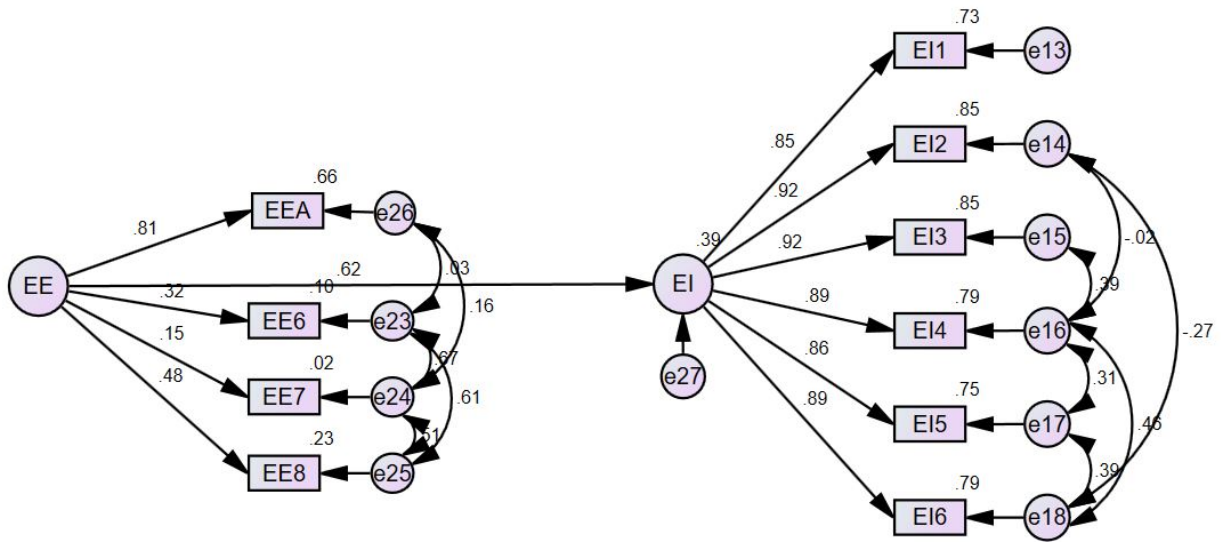 .73
EI1
e13
.85
.85
EI2
e14
.92
.66
EEA
e26
.81
.85
EI3
e15
.92
-.02
.39
EE
.62
.03
EI
.32
.10
EE6
e23
.16
.39
.89
.79
EI4
e16
-.27
.15
.67
e27
.86
.31
.02
EE7
e24
.61
.48
.75
EI5
e17
.46
.89
.23
.51
EE8
e25
.39
.79
EI6
e18